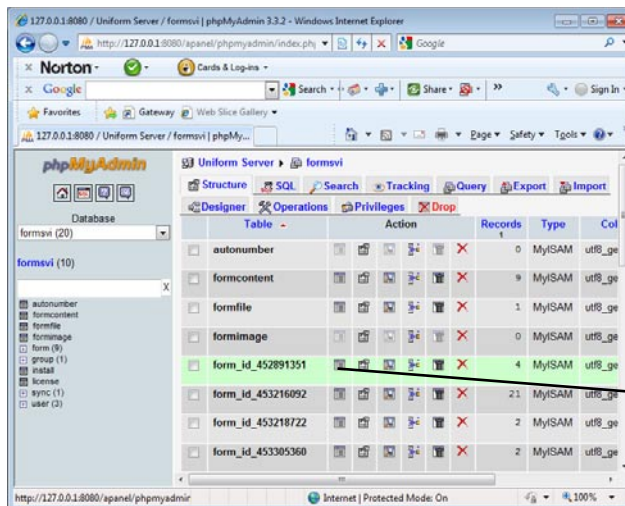 127.0.0.1:8080 / Uniform Server / formsvi | phpMyAdmin 3.3.2 - Windows Internet Explorer
http://127.0.0.1:8080/apanel/phpmyadmin/index.php
Google
Norton
Cards & Log-ins
Google
Search
Share
Sign In
Favorites
Gateway
Web Slice Gallery
127.0.0.1:8080 / Uniform Server / formsvi | phpMy...
Page
Safety
Tools
phpMyAdmin
Database
formsvi (20)
formsvi (10)
X
autonumber
formcontent
formfile
formimage
form (9)
group (1)
install
license
sync (1)
user (3)
Uniform Server
formsvi
Structure
SQL
Search
Tracking
Query
Export
Import
Designer
Operations
Privileges
Drop
Table Action Records 1 Type Col
autonumber 0 MyISAM utf8_ge
formcontent 9 MyISAM utf8_ge
formfile 1 MyISAM utf8_ge
formimage 0 MyISAM utf8_ge
form_id_452891351 4 MyISAM utf8_ge
form_id_453216092 21 MyISAM utf8_ge
form_id_453218722 2 MyISAM utf8_ge
form_id_453305360 2 MyISAM utf8_ge
http://127.0.0.1:8080/apanel/phpmyadmir
Internet | Protected Mode: On
100%